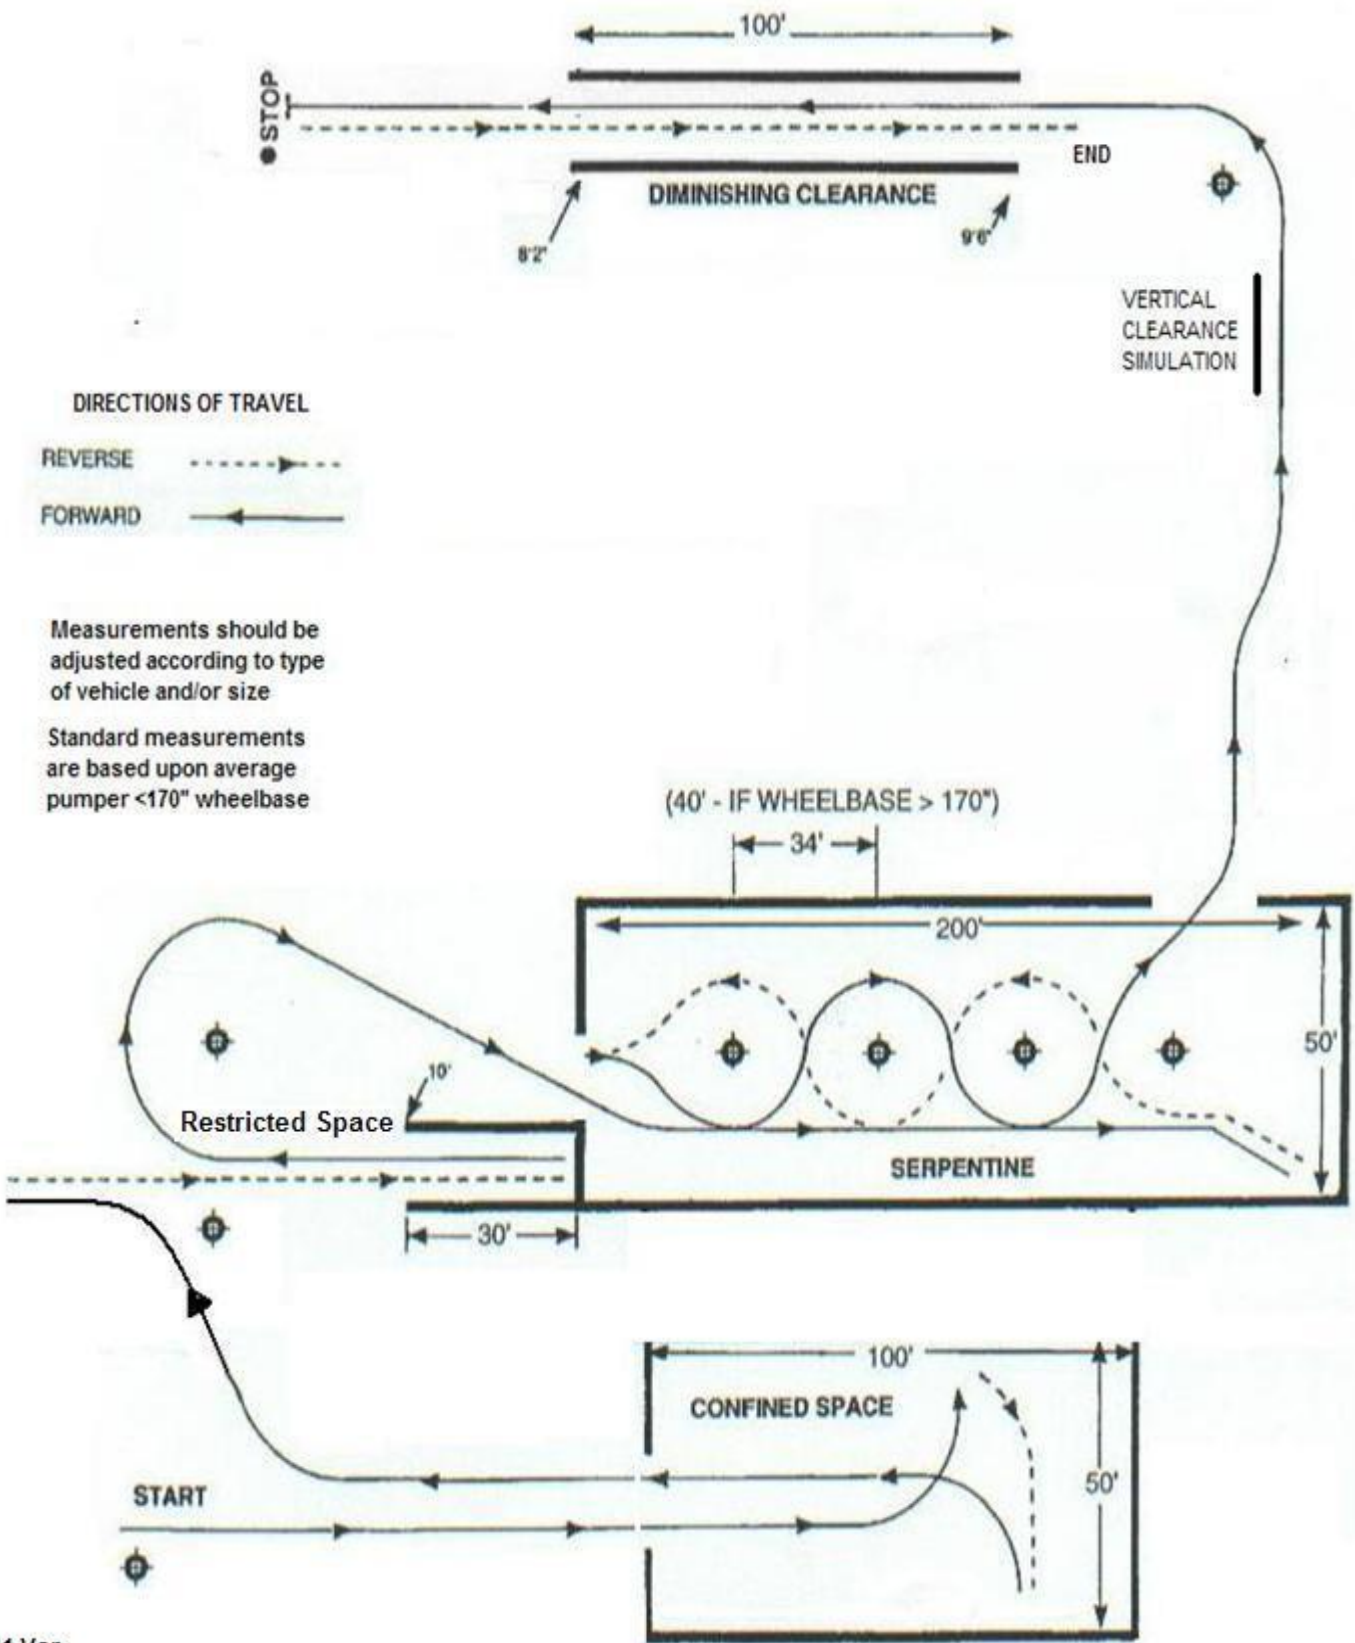 100'
STOP
END
DIMINISHING CLEARANCE
8'2"
9'6"
VERTICAL
CLEARANCE
SIMULATION
DIRECTIONS OF TRAVEL
REVERSE
FORWARD
Measurements should be
adjusted according to type
of vehicle and/or size
Standard measurements
are based upon average
pumper <170" wheelbase
(40' - IF WHEELBASE > 170")
34'
200'
50'
10'
Restricted Space
SERPENTINE
30'
100'
CONFINED SPACE
50'
START